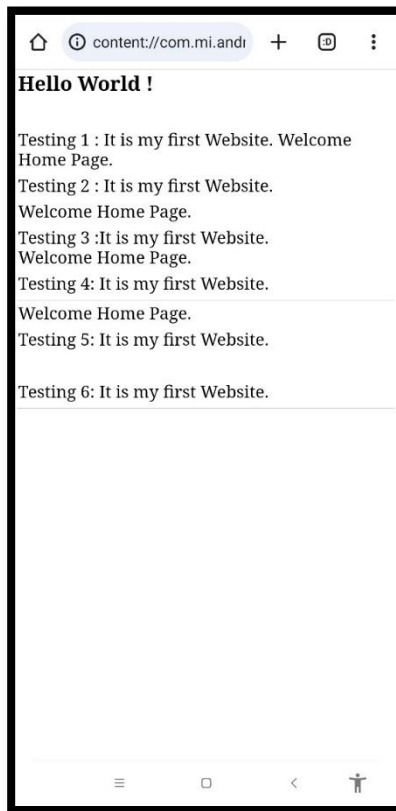 content://com.mi.andr
:D
Hello World !
Testing 1 : It is my first Website. Welcome
Home Page.
Testing 2 : It is my first Website.
Welcome Home Page.
Testing 3 :It is my first Website.
Welcome Home Page.
Testing 4: It is my first Website.
Welcome Home Page.
Testing 5: It is my first Website.
Testing 6: It is my first Website.